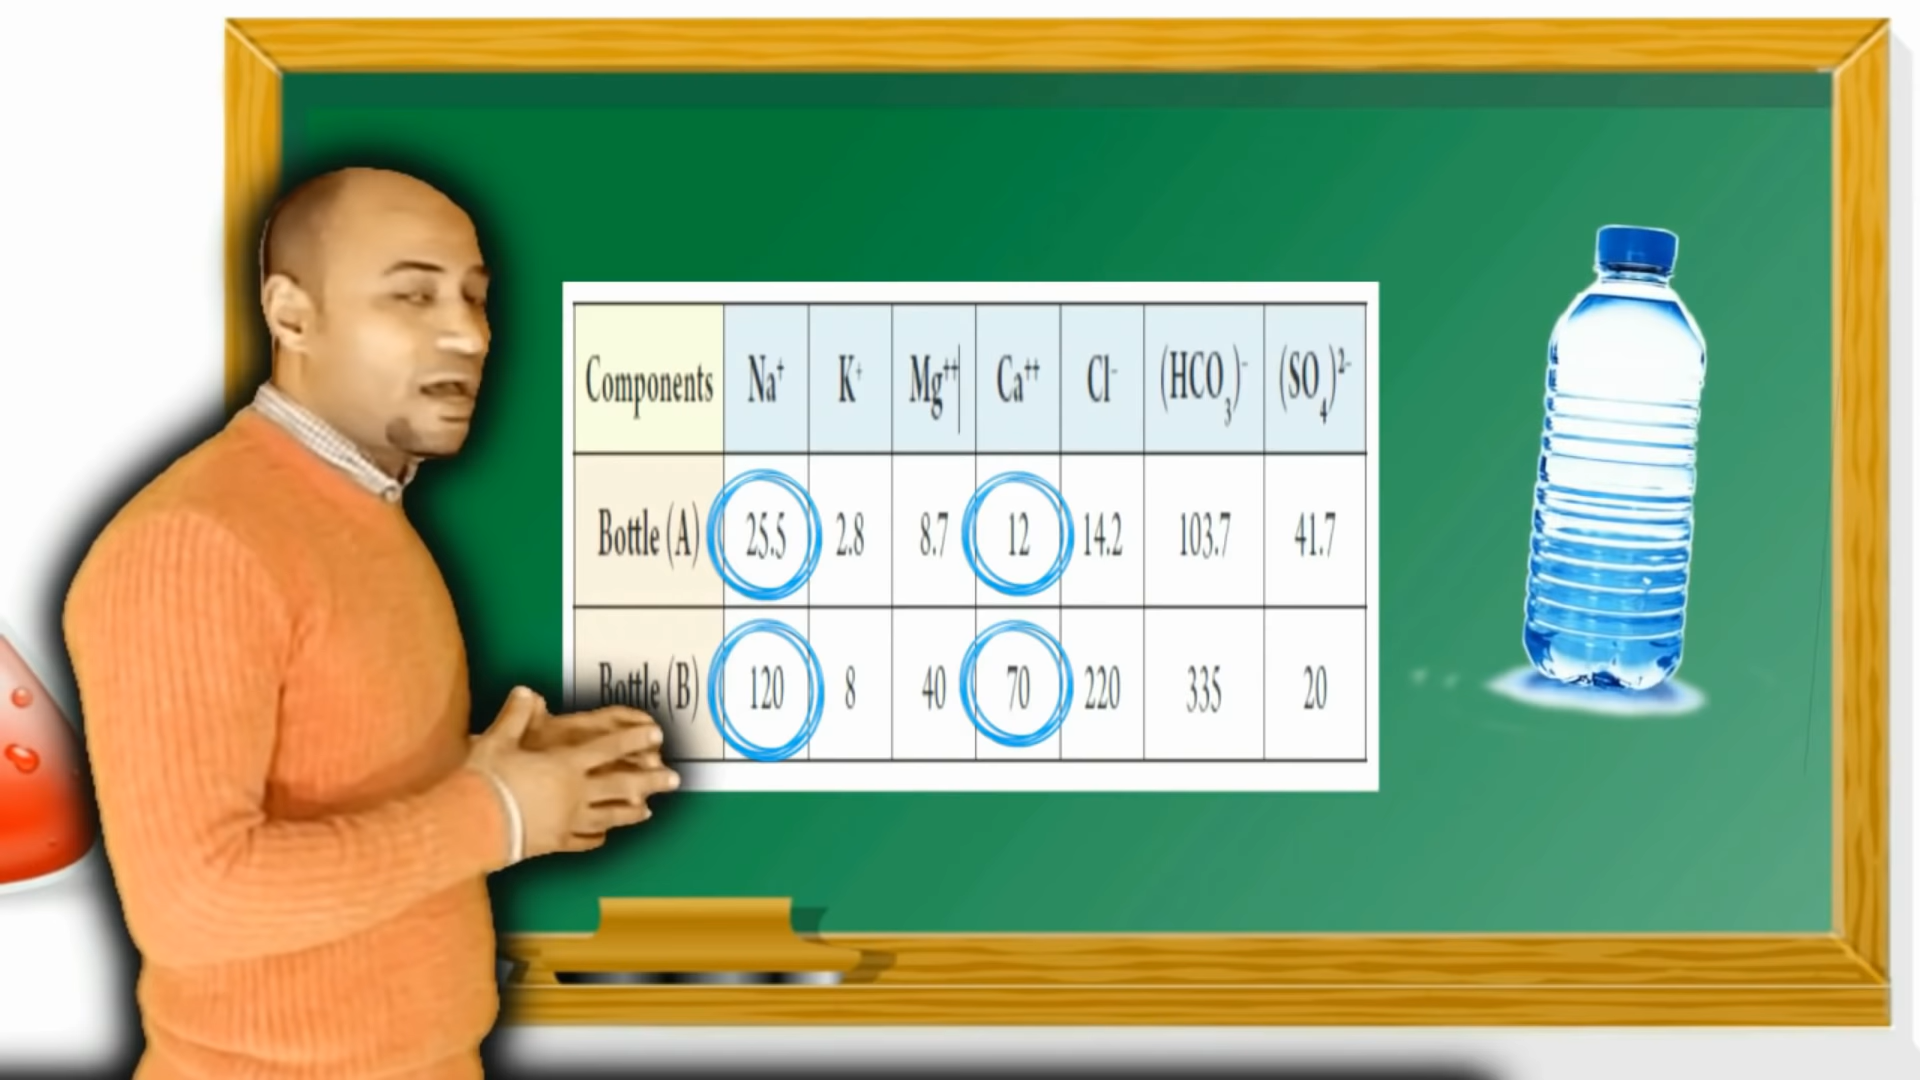 Components Na⁺ K⁺ Mg⁺⁺ Ca⁺⁺ Cl⁻ (HCO₃)⁻ (SO₄)²⁻
Bottle (A) 25.5 2.8 8.7 12 14.2 103.7 41.7
Bottle (B) 120 8 40 70 220 335 20